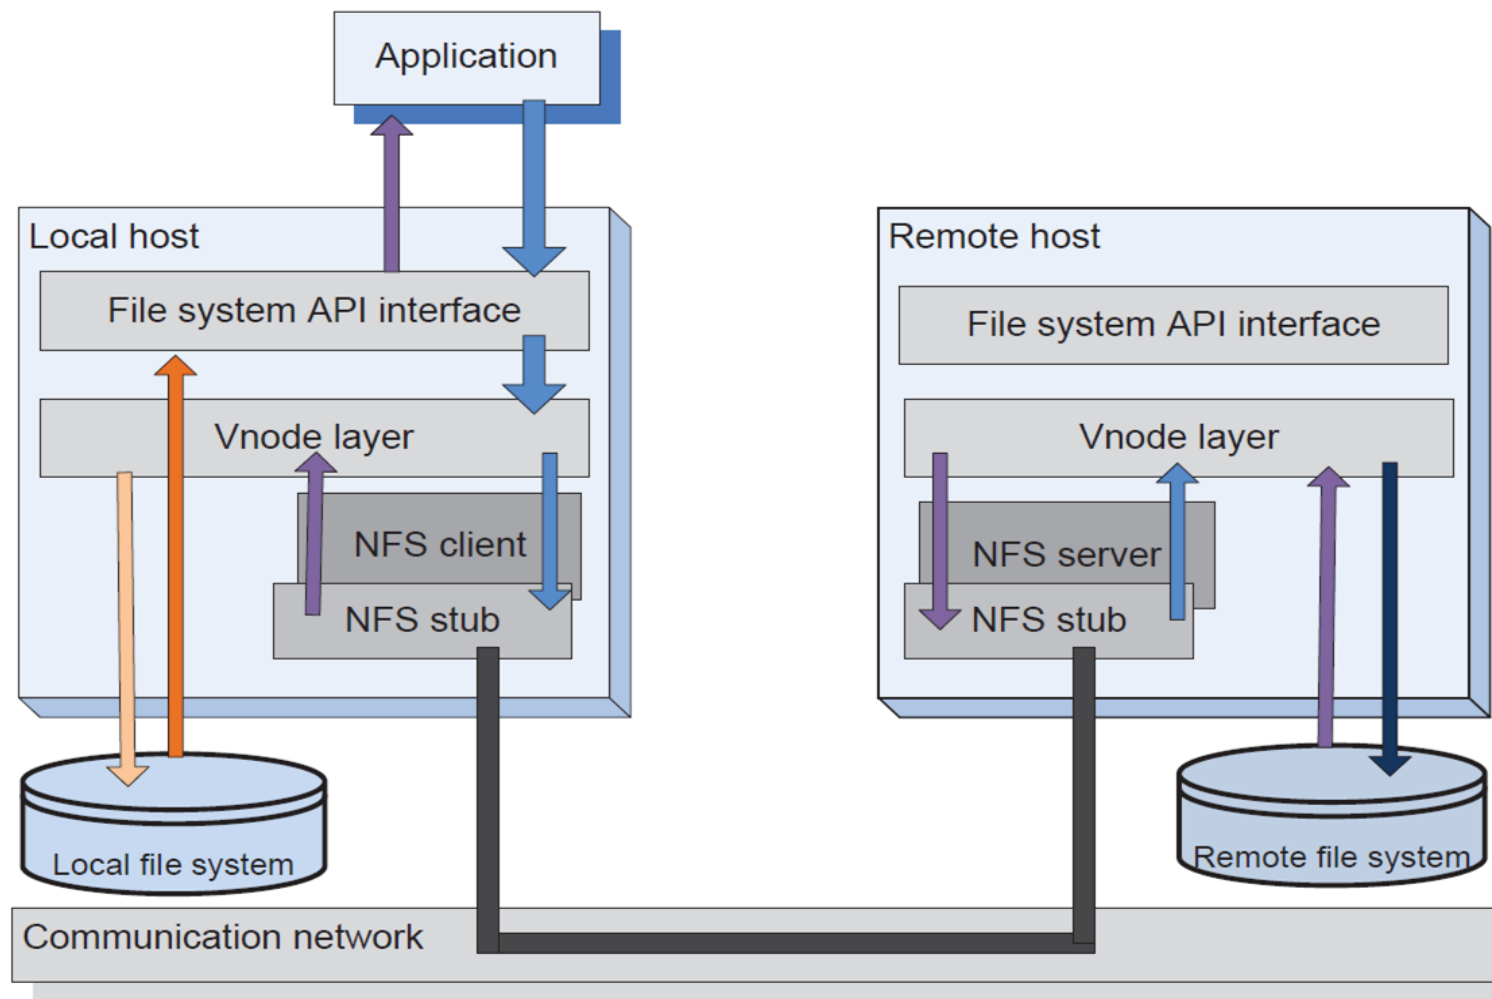 Application
Local host
File system API interface
Vnode layer
NFS client
NFS stub
Local file system
Remote host
File system API interface
Vnode layer
NFS server
NFS stub
Remote file system
Communication network